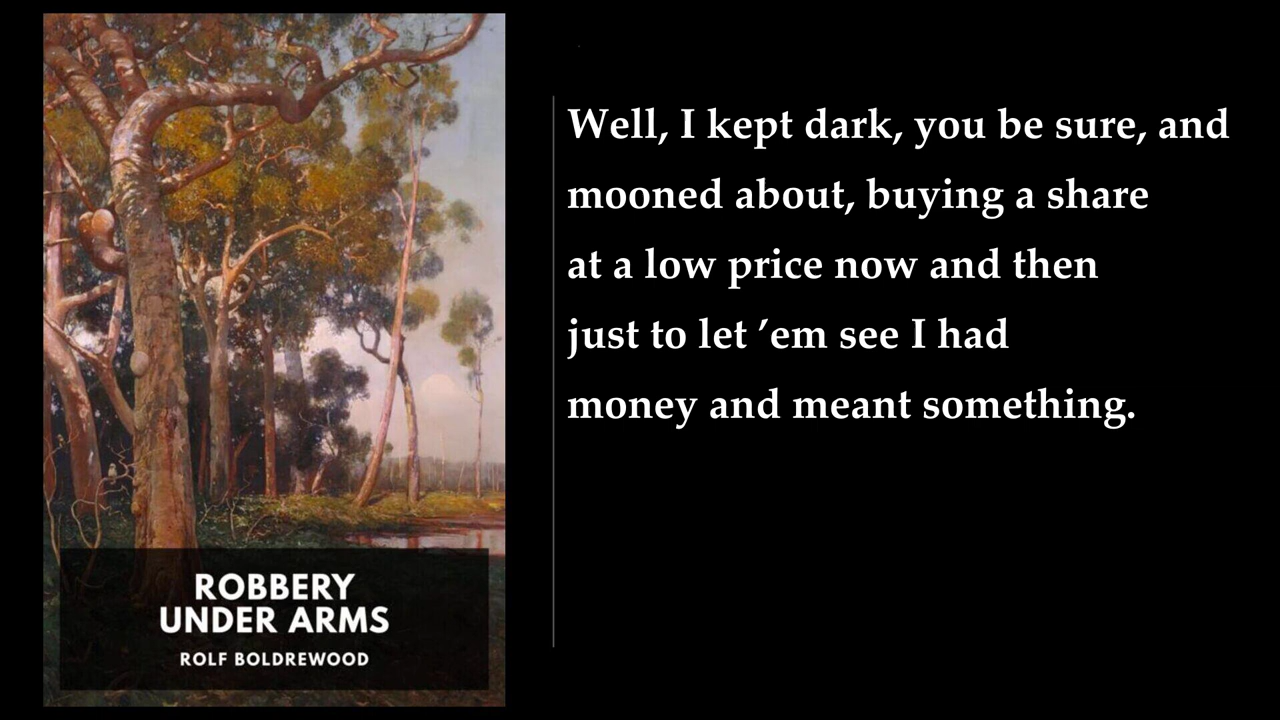 Well, I kept dark, you be sure, and
mooned about, buying a share
at a low price now and then
just to let ’em see I had
money and meant something.
ROBBERY
UNDER ARMS
ROLF BOLDREWOOD